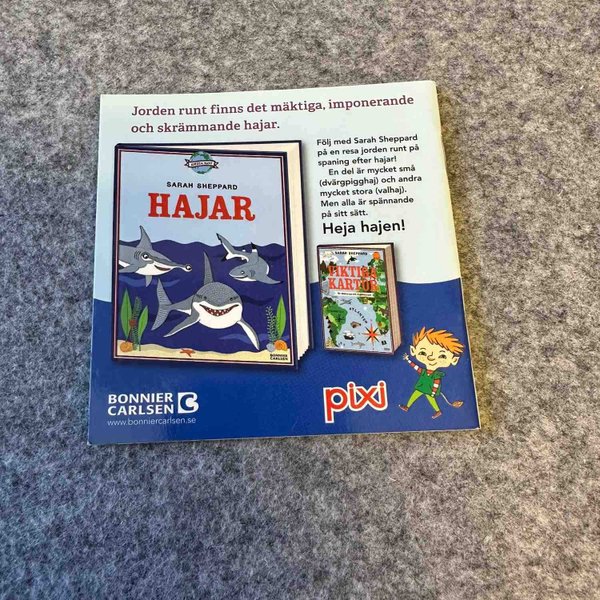 Jorden runt finns det mäktiga, imponerande
och skrämmande hajar.
SARAH SHEPPARD
HAJAR
BONNIER
CARLSEN
Följ med Sarah Sheppard
på en resa jorden runt på
spaning efter hajar!
En del är mycket små
(dvärgpigghaj) och andra
mycket stora (valhaj).
Men alla är spännande
på sitt sätt.
Heja hajen!
SARAH SHEPPARD
VIKTIGA
KARTOR
ATLANTEN
BONNIER
CARLSEN
www.bonniercarlsen.se
pixi